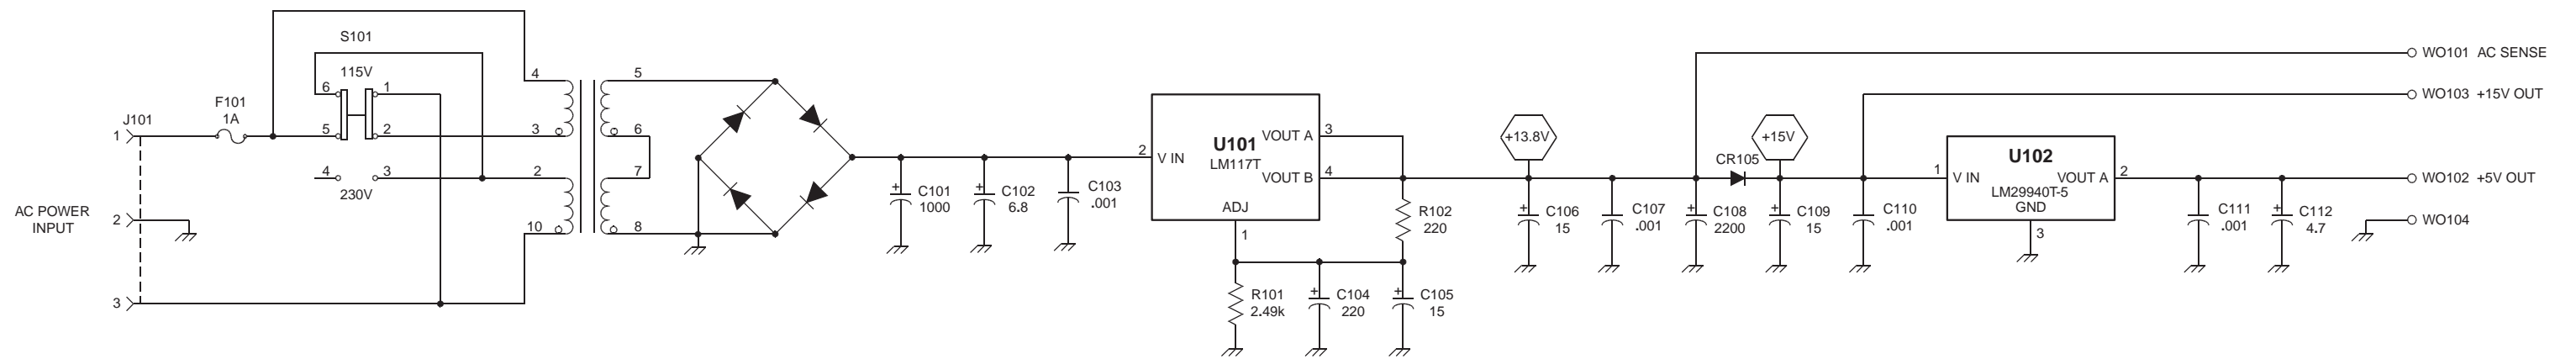 AC POWER
INPUT
J101
1
2
3
F101
1A
S101
115V
6
1
5
2
4
3
230V
4
3
2
10
5
6
7
8
+
C101
1000
+
C102
6.8
C103
.001
2
V IN
U101
LM117T
VOUT A
3
VOUT B
4
ADJ
1
R102
220
R101
2.49k
+
C104
220
+
C105
15
+13.8V
+
C106
15
C107
.001
+
C108
2200
CR105
+15V
+
C109
15
C110
.001
1
V IN
U102
LM29940T-5
GND
VOUT A
2
3
C111
.001
+
C112
4.7
WO101 AC SENSE
WO103 +15V OUT
WO102 +5V OUT
WO104